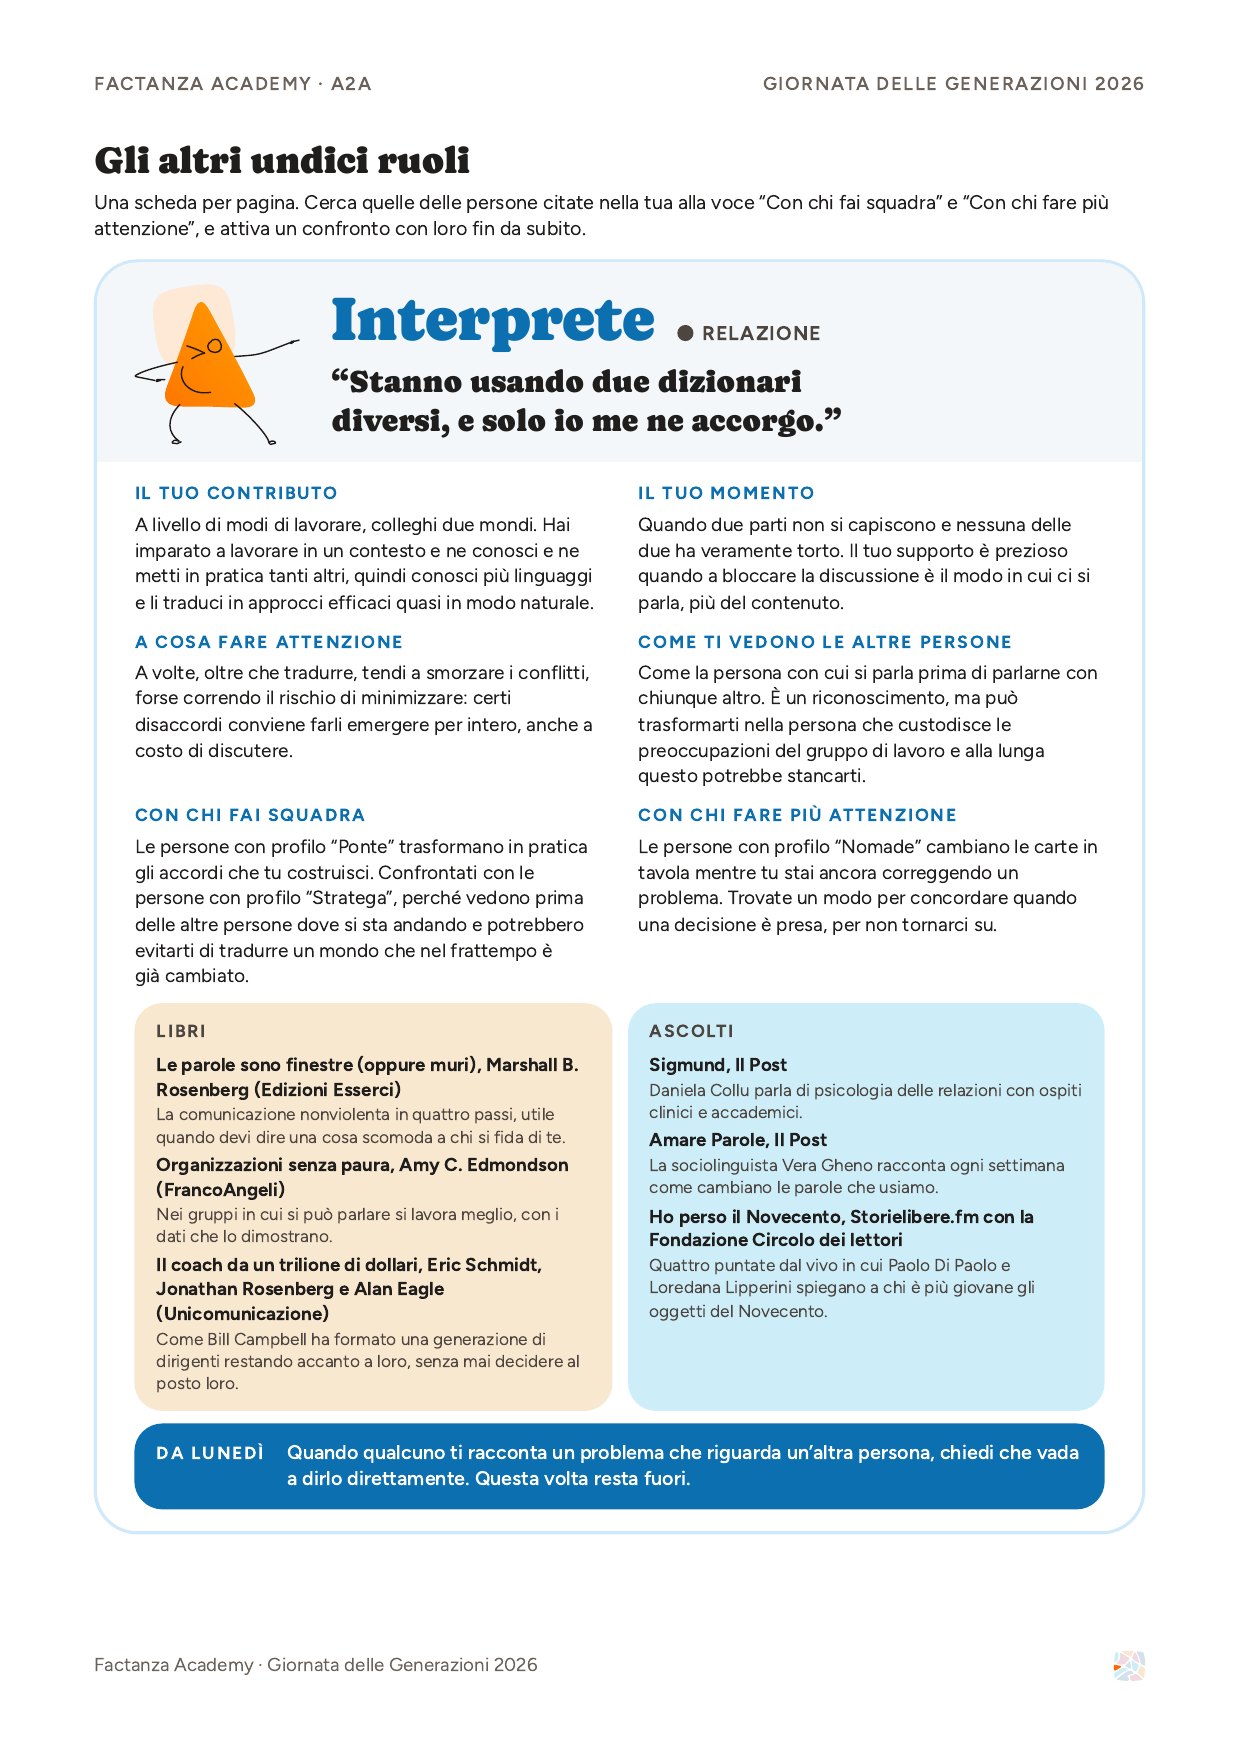 FACTANZA ACADEMY · A2A
GIORNATA DELLE GENERAZIONI 2026
Gli altri undici ruoli
Una scheda per pagina. Cerca quelle delle persone citate nella tua alla voce “Con chi fai squadra” e “Con chi fare più
attenzione”, e attiva un confronto con loro fin da subito.
Interprete
RELAZIONE
“Stanno usando due dizionari
diversi, e solo io me ne accorgo.”
IL TUO CONTRIBUTO
A livello di modi di lavorare, colleghi due mondi. Hai
imparato a lavorare in un contesto e ne conosci e ne
metti in pratica tanti altri, quindi conosci più linguaggi
e li traduci in approcci efficaci quasi in modo naturale.
IL TUO MOMENTO
Quando due parti non si capiscono e nessuna delle
due ha veramente torto. Il tuo supporto è prezioso
quando a bloccare la discussione è il modo in cui ci si
parla, più del contenuto.
A COSA FARE ATTENZIONE
A volte, oltre che tradurre, tendi a smorzare i conflitti,
forse correndo il rischio di minimizzare: certi
disaccordi conviene farli emergere per intero, anche a
costo di discutere.
COME TI VEDONO LE ALTRE PERSONE
Come la persona con cui si parla prima di parlarne con
chiunque altro. È un riconoscimento, ma può
trasformarti nella persona che custodisce le
preoccupazioni del gruppo di lavoro e alla lunga
questo potrebbe stancarti.
CON CHI FAI SQUADRA
Le persone con profilo “Ponte” trasformano in pratica
gli accordi che tu costruisci. Confrontati con le
persone con profilo “Stratega”, perché vedono prima
delle altre persone dove si sta andando e potrebbero
evitarti di tradurre un mondo che nel frattempo è
già cambiato.
CON CHI FARE PIÙ ATTENZIONE
Le persone con profilo “Nomade” cambiano le carte in
tavola mentre tu stai ancora correggendo un
problema. Trovate un modo per concordare quando
una decisione è presa, per non tornarci su.
LIBRI
Le parole sono finestre (oppure muri), Marshall B.
Rosenberg (Edizioni Esserci)
La comunicazione nonviolenta in quattro passi, utile
quando devi dire una cosa scomoda a chi si fida di te.
Organizzazioni senza paura, Amy C. Edmondson
(FrancoAngeli)
Nei gruppi in cui si può parlare si lavora meglio, con i
dati che lo dimostrano.
Il coach da un trilione di dollari, Eric Schmidt,
Jonathan Rosenberg e Alan Eagle
(Unicomunicazione)
Come Bill Campbell ha formato una generazione di
dirigenti restando accanto a loro, senza mai decidere al
posto loro.
ASCOLTI
Sigmund, Il Post
Daniela Collu parla di psicologia delle relazioni con ospiti
clinici e accademici.
Amare Parole, Il Post
La sociolinguista Vera Gheno racconta ogni settimana
come cambiano le parole che usiamo.
Ho perso il Novecento, Storielibere.fm con la
Fondazione Circolo dei lettori
Quattro puntate dal vivo in cui Paolo Di Paolo e
Loredana Lipperini spiegano a chi è più giovane gli
oggetti del Novecento.
DA LUNEDÌ
Quando qualcuno ti racconta un problema che riguarda un’altra persona, chiedi che vada
a dirlo direttamente. Questa volta resta fuori.
Factanza Academy · Giornata delle Generazioni 2026